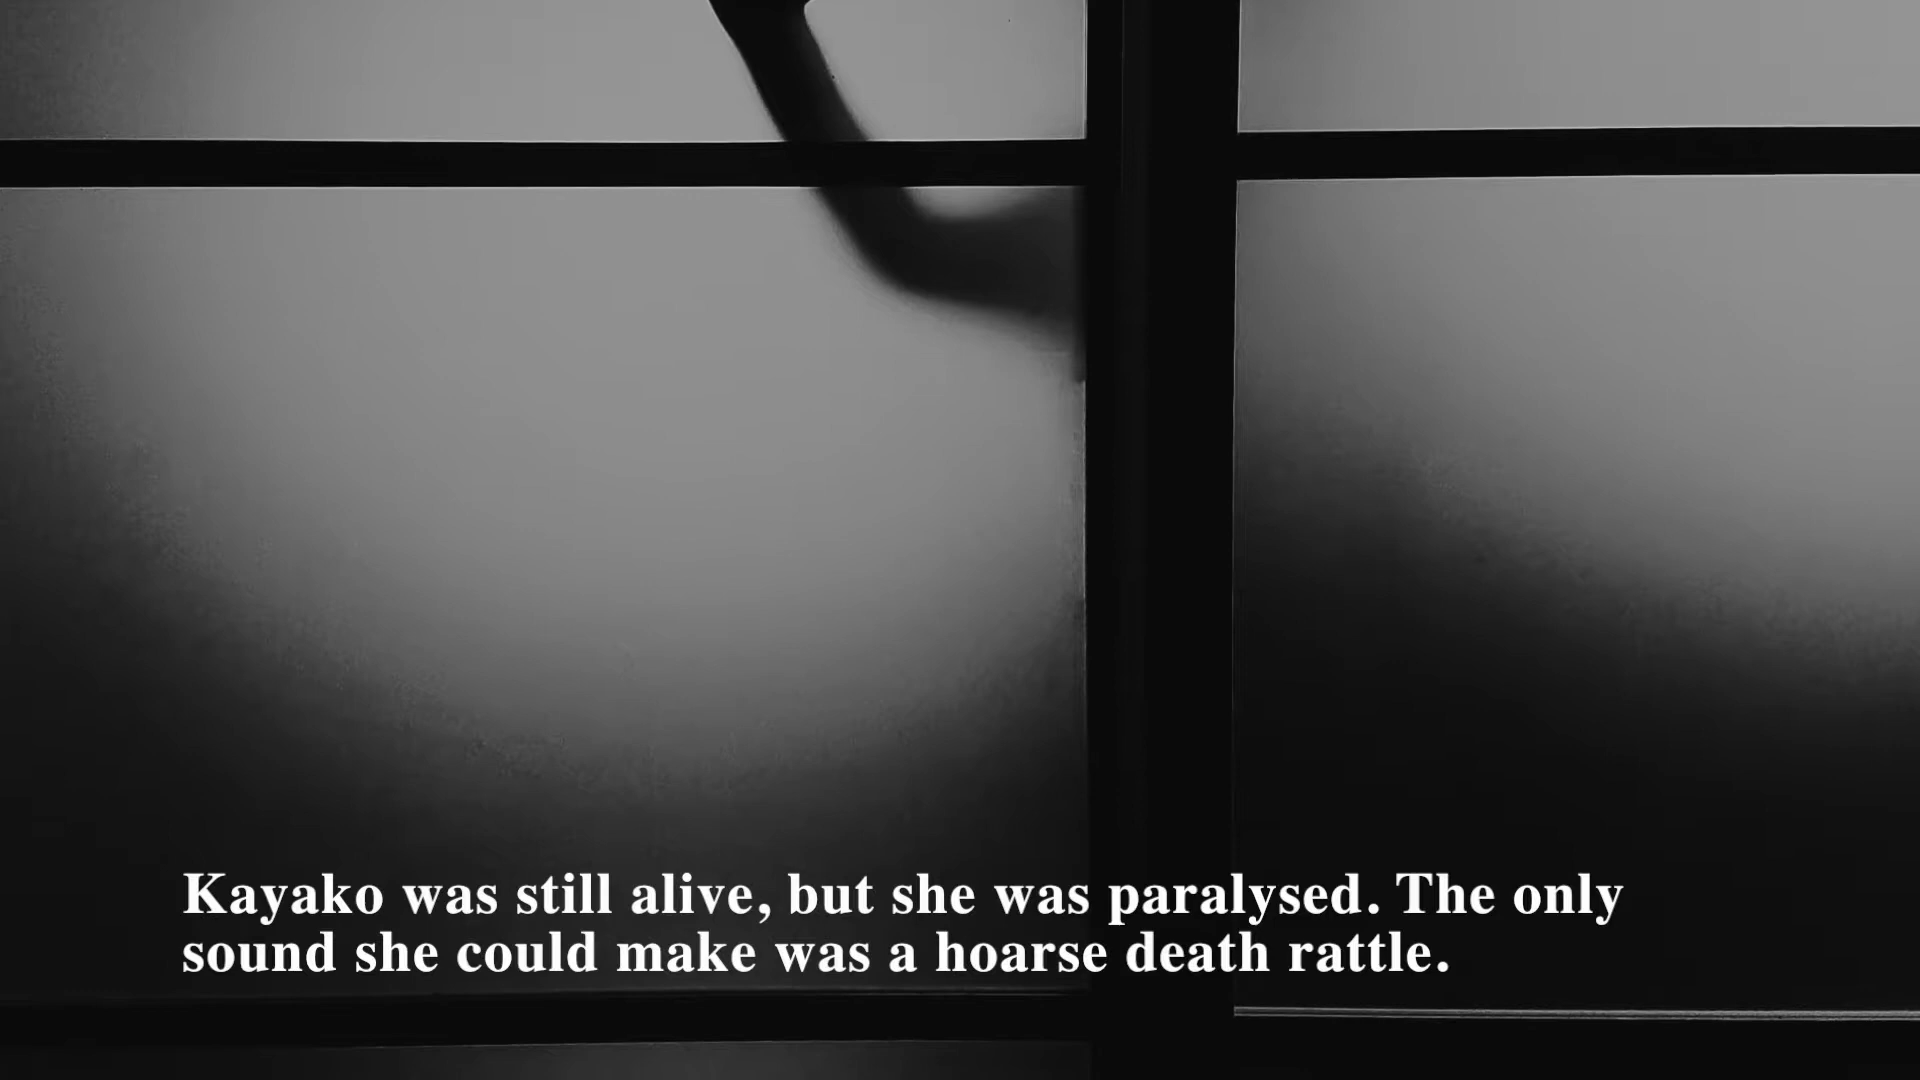 Kayako was still alive, but she was paralysed. The only
sound she could make was a hoarse death rattle.